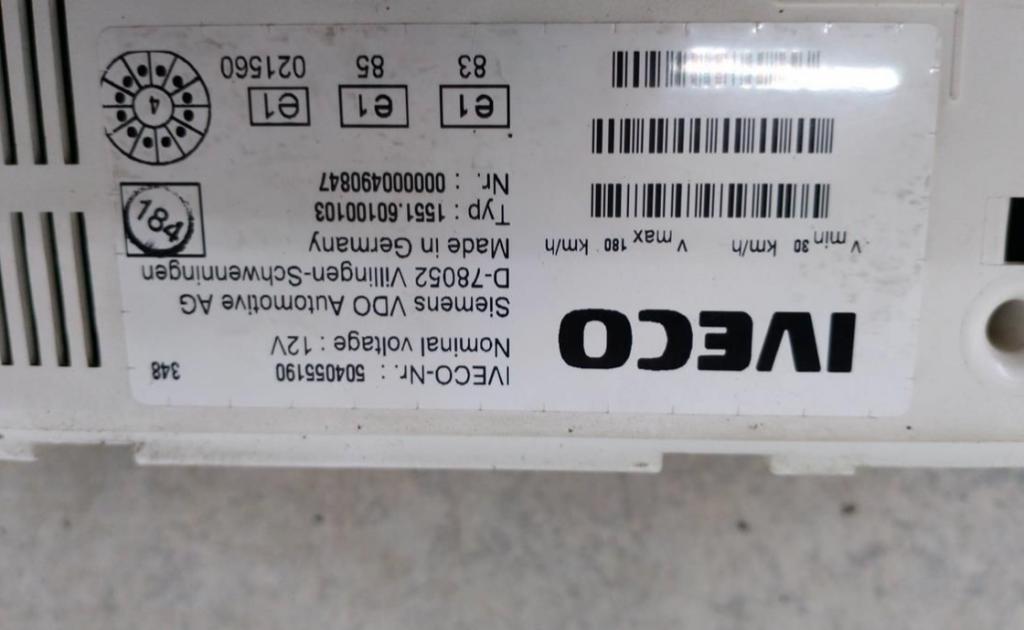 IVECO
IVECO-Nr. : 504055190 348
Nominal voltage : 12V
Siemens VDO Automotive AG
D-78052 Villingen-Schwenningen
Made in Germany
Typ : 1551.60100103
Nr. : 000000490847
V min 30 km/h V max 180 km/h
184
e1 e1 e1
83 85 021560
4